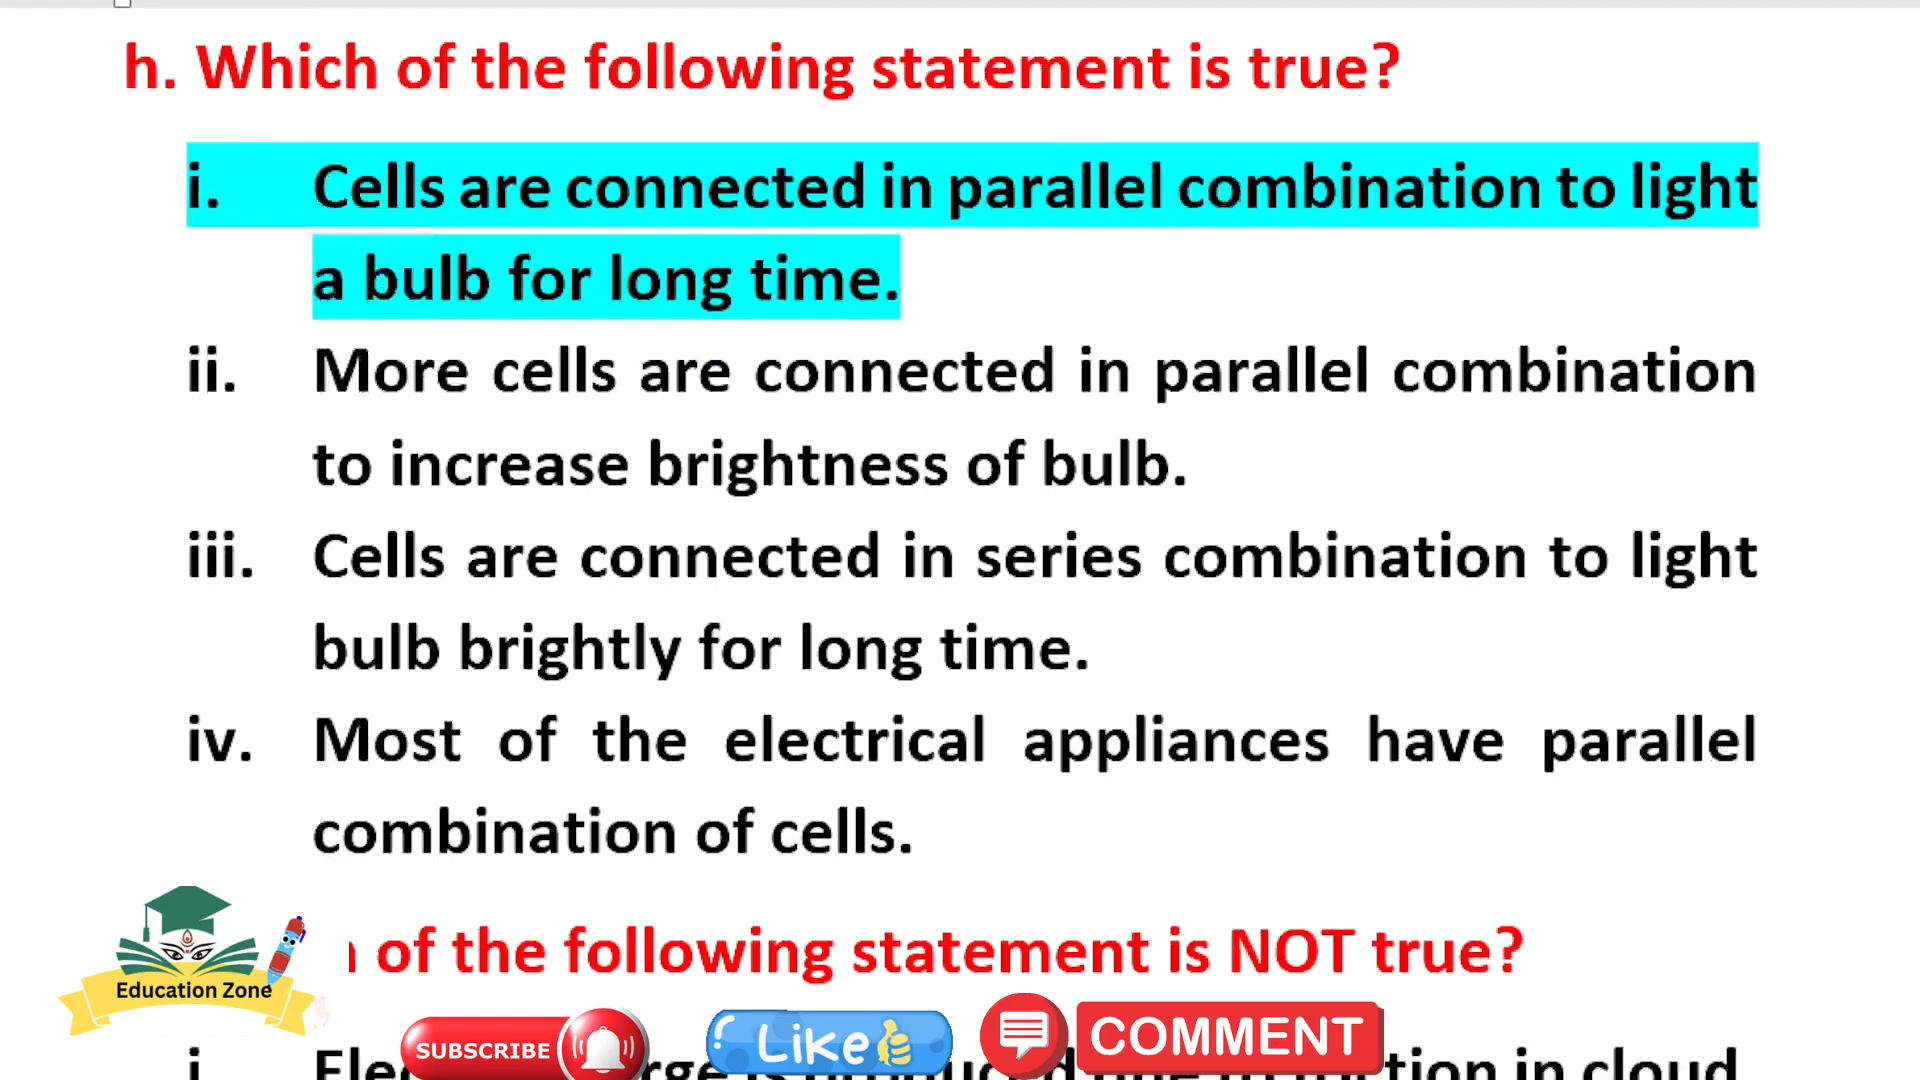 h. Which of the following statement is true?
i. Cells are connected in parallel combination to light
a bulb for long time.
ii. More cells are connected in parallel combination
to increase brightness of bulb.
iii. Cells are connected in series combination to light
bulb brightly for long time.
iv. Most of the electrical appliances have parallel
combination of cells.
of the following statement is NOT true?
Education Zone
SUBSCRIBE
Like
COMMENT
i. in cloud